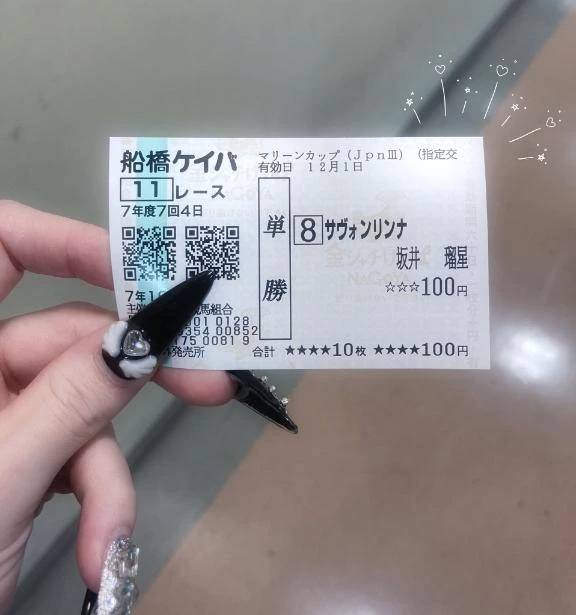 船橋ケイバ
11レース
7年度7回4日
マリーンカップ（JpnⅢ）（指定交
有効日 12月1日
単勝
8 サヴォンリンナ
坂井 瑠星
☆☆☆100円
合計 ★★★★10枚 ★★★★100円